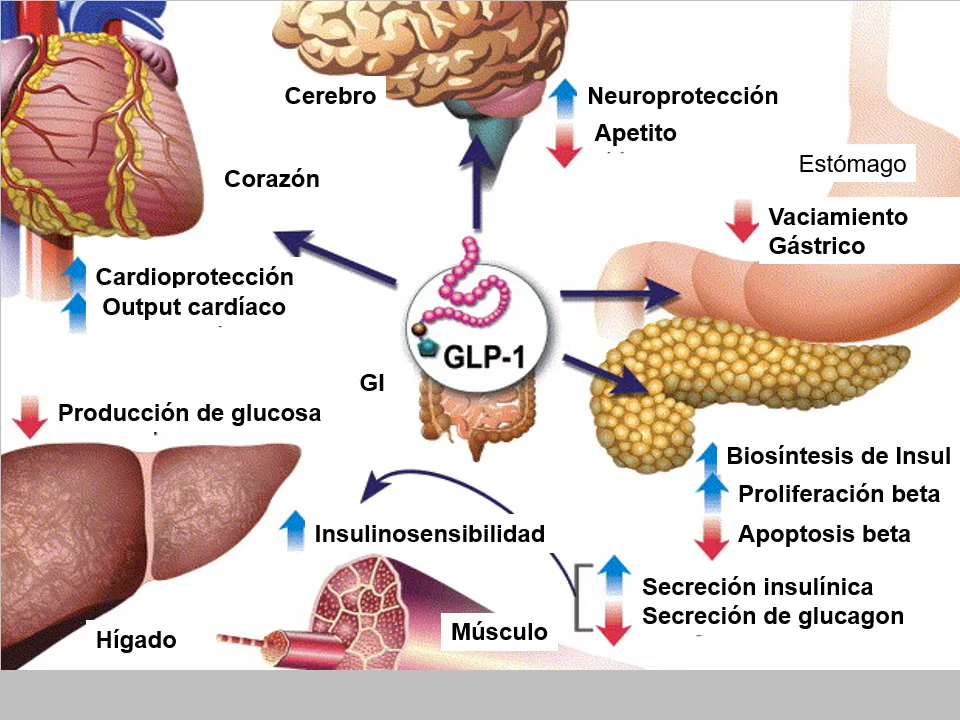 Cerebro
Neuroprotección
Apetito
Estómago
Corazón
Vaciamiento
Gástrico
Cardioprotección
Output cardíaco
GLP-1
GI
Producción de glucosa
Biosíntesis de Insul
Proliferación beta
Insulinosensibilidad
Apoptosis beta
Secreción insulínica
Secreción de glucagon
Músculo
Hígado